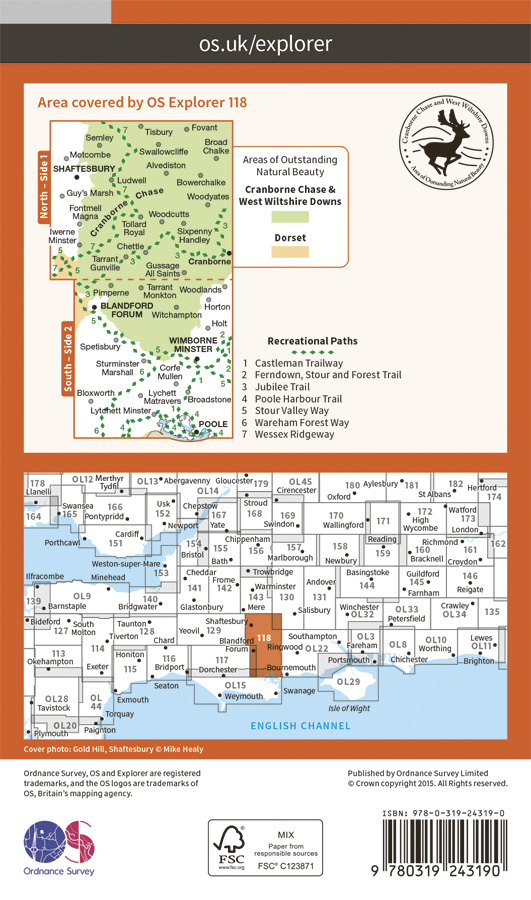 os.uk/explorer
Area covered by OS Explorer 118
Cranborne Chase and West Wiltshire Downs
Area of Outstanding Natural Beauty
North – Side 1
South – Side 2
Semley
Tisbury
Fovant
Motcombe
Swallowcliffe
Broad
Chalke
SHAFTESBURY
Alvediston
Ludwell
Bowerchalke
Guy's Marsh
Cranborne Chase
Woodyates
Fontmell
Magna
Woodcutts
Tollard
Royal
Sixpenny
Handley
Iwerne
Minster
Chettle
Tarrant
Gunville
Gussage
All Saints
Cranborne
Pimperne
Tarrant
Monkton
Woodlands
BLANDFORD
FORUM
Horton
Witchampton
Holt
Spetisbury
WIMBORNE
MINSTER
Sturminster
Marshall
Corfe
Mullen
Bloxworth
Lychett
Matravers
Broadstone
Lytchett Minster
POOLE
Areas of Outstanding
Natural Beauty
Cranborne Chase &
West Wiltshire Downs
Dorset
Recreational Paths
1 Castleman Trailway
2 Ferndown, Stour and Forest Trail
3 Jubilee Trail
4 Poole Harbour Trail
5 Stour Valley Way
6 Wareham Forest Way
7 Wessex Ridgeway
178 OL12 Merthyr Tydfil OL13 Abergavenny Gloucester 179 OL45 180 Aylesbury 181 182 Hertford
Llanelli OL14 Cirencester Oxford St Albans 174
164 Swansea 165 166 Pontypridd Usk 152 Chepstow 167 Stroud 168 169 170 171 172 Watford 173
Newport Yate Swindon Wallingford High Wycombe London
Porthcawl Cardiff 151 154 Bristol 155 Chippenham 156 157 158 Reading 159 Richmond 160 161 162
Weston-super-Mare 153 Bath Marlborough Newbury Bracknell Croydon
Ilfracombe Minehead Cheddar 141 Frome 142 Trowbridge Basingstoke 144 Guildford 145 146
139 OL9 140 Warminster 143 130 Andover 131 Farnham Reigate
Barnstaple Bridgwater Glastonbury Mere Salisbury Winchester OL32 OL33 Crawley OL34 135
Bideford 127 South Molton Taunton 128 Yeovil 129 Shaftesbury Petersfield
Tiverton Chard Blandford Forum 118 Southampton OL3 OL10 Lewes OL11
113 114 Honiton 115 116 117 Ringwood OL22 Fareham OL8 Worthing
Okehampton Exeter Bridport Dorchester Bournemouth Portsmouth Chichester Brighton
OL28 OL44 Seaton OL15 Swanage OL29
Tavistock Exmouth Weymouth Isle of Wight
OL20 Torquay
Plymouth Paignton ENGLISH CHANNEL
Cover photo: Gold Hill, Shaftesbury © Mike Healy
Ordnance Survey, OS and Explorer are registered
trademarks, and the OS logos are trademarks of
OS, Britain's mapping agency.
Published by Ordnance Survey Limited
© Crown copyright 2015. All rights reserved.
OS
Ordnance Survey
FSC
www.fsc.org
MIX
Paper from
responsible sources
FSC® C123871
ISBN: 978-0-319-24319-0
9 780319 243190